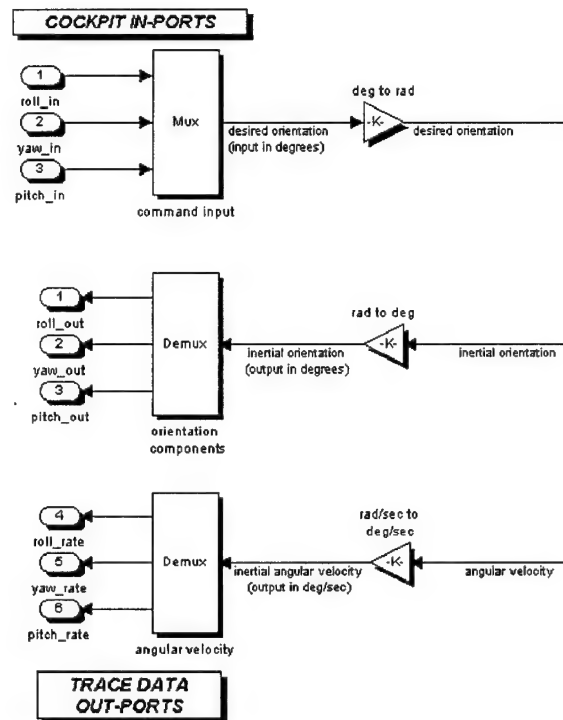 COCKPIT IN-PORTS
1
roll_in
2
yaw_in
3
pitch_in
Mux
command input
desired orientation
(input in degrees)
deg to rad
-K-
desired orientation
1
roll_out
2
yaw_out
3
pitch_out
Demux
orientation
components
inertial orientation
(output in degrees)
rad to deg
-K-
inertial orientation
4
roll_rate
5
yaw_rate
6
pitch_rate
Demux
angular velocity
inertial angular velocity
(output in deg/sec)
rad/sec to
deg/sec
-K-
angular velocity
TRACE DATA
OUT-PORTS